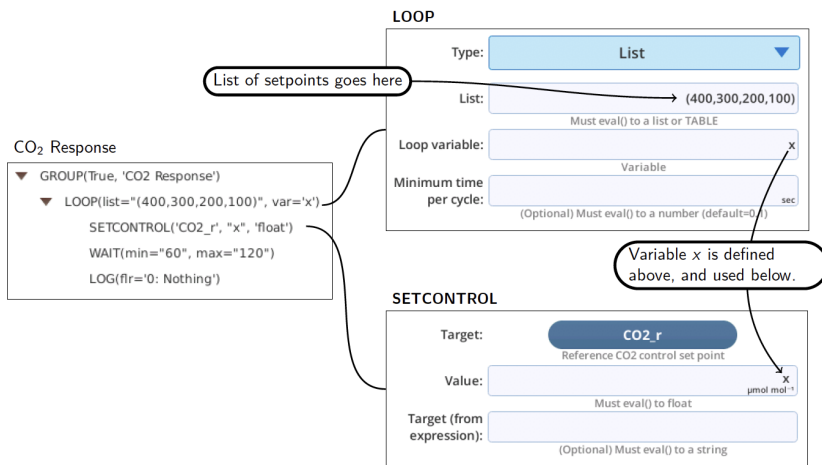 LOOP
Type:
List
List of setpoints goes here
List:
(400,300,200,100)
Must eval() to a list or TABLE
Loop variable:
x
Variable
Minimum time
per cycle:
sec
(Optional) Must eval() to a number (default=0.1)
CO₂ Response
GROUP(True, 'CO2 Response')
LOOP(list="(400,300,200,100)", var='x')
SETCONTROL('CO2_r', "x", 'float')
WAIT(min="60", max="120")
LOG(flr='0: Nothing')
Variable x is defined
above, and used below.
SETCONTROL
Target:
CO2_r
Reference CO2 control set point
Value:
x
µmol mol⁻¹
Must eval() to float
Target (from
expression):
(Optional) Must eval() to a string